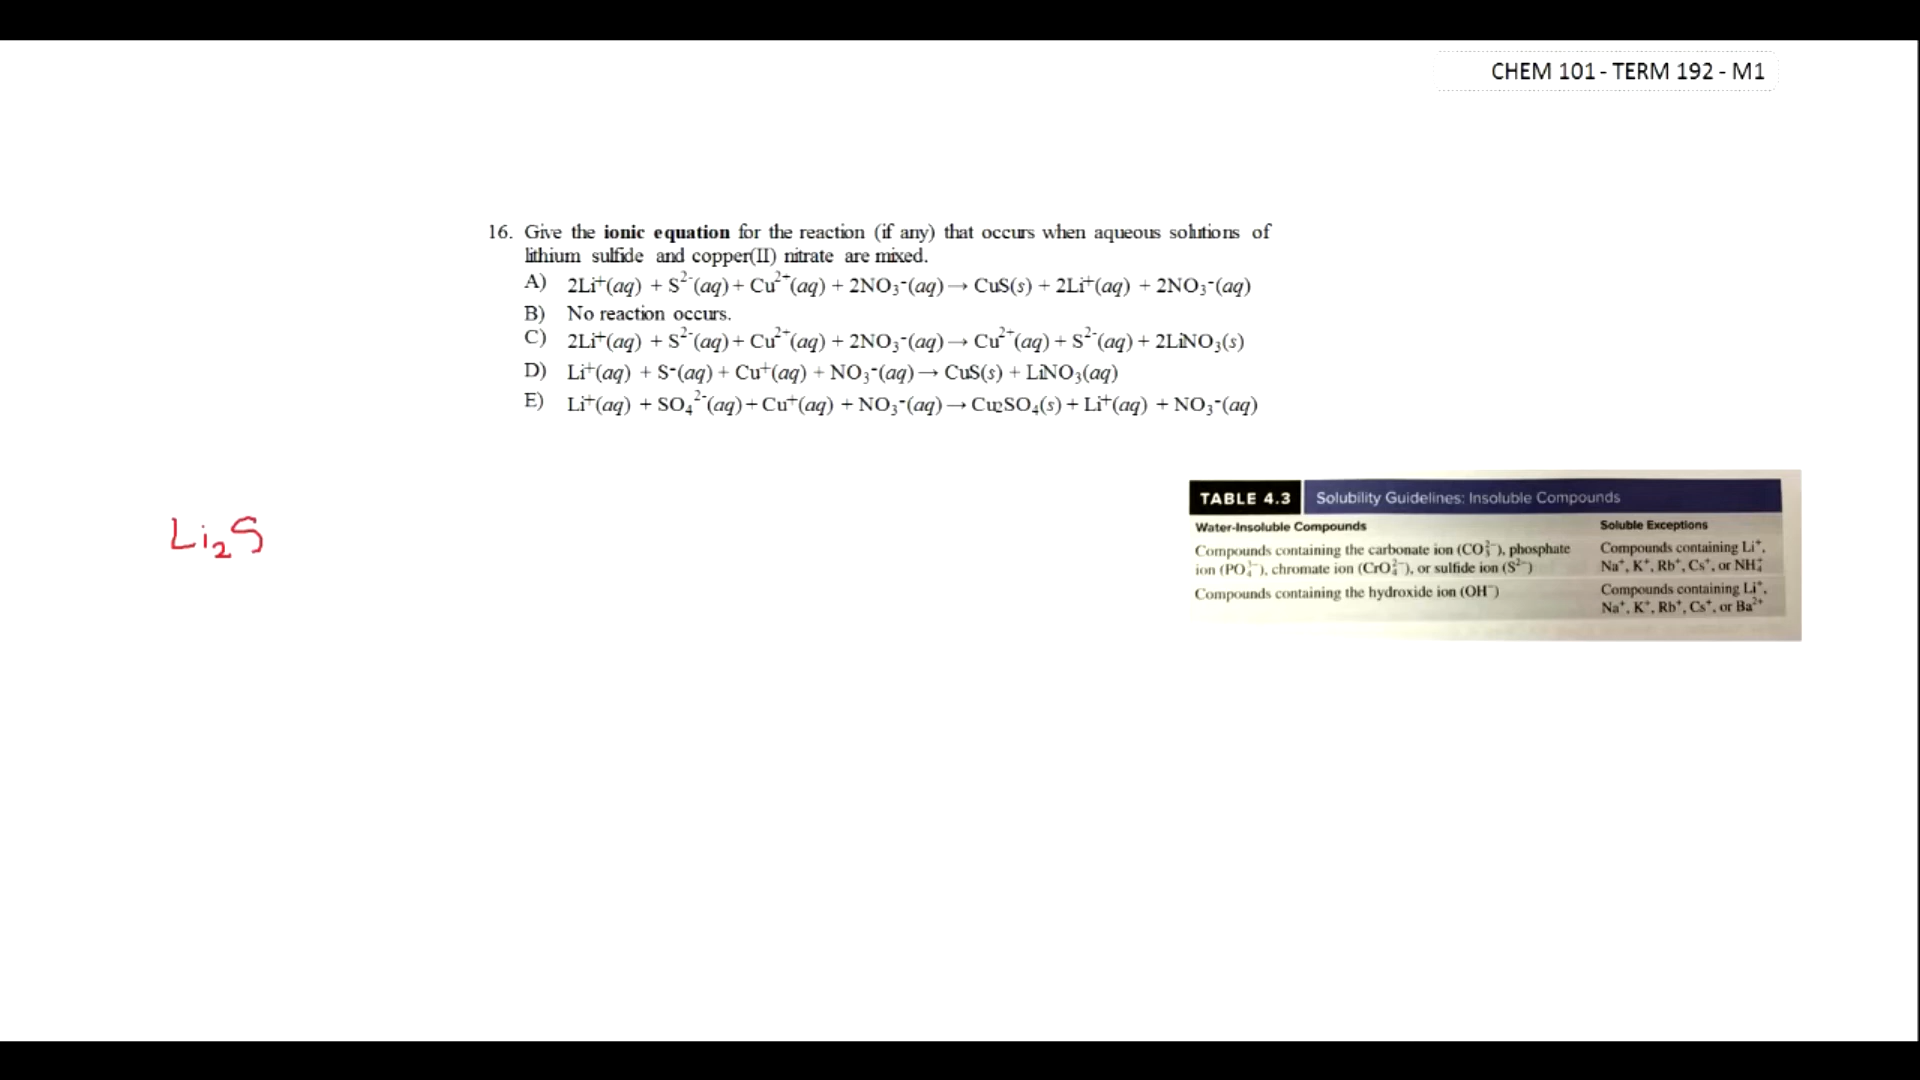 CHEM 101 - TERM 192 - M1
16. Give the ionic equation for the reaction (if any) that occurs when aqueous solutions of
lithium sulfide and copper(II) nitrate are mixed.
A) 2Li⁺(aq) + S²⁻(aq) + Cu²⁺(aq) + 2NO₃⁻(aq) → CuS(s) + 2Li⁺(aq) + 2NO₃⁻(aq)
B) No reaction occurs.
C) 2Li⁺(aq) + S²⁻(aq) + Cu²⁺(aq) + 2NO₃⁻(aq) → Cu²⁺(aq) + S²⁻(aq) + 2LiNO₃(s)
D) Li⁺(aq) + S⁻(aq) + Cu⁺(aq) + NO₃⁻(aq) → CuS(s) + LiNO₃(aq)
E) Li⁺(aq) + SO₄²⁻(aq) + Cu⁺(aq) + NO₃⁻(aq) → Cu₂SO₄(s) + Li⁺(aq) + NO₃⁻(aq)
Li₂S
TABLE 4.3 Solubility Guidelines: Insoluble Compounds
Water-Insoluble Compounds Soluble Exceptions
Compounds containing the carbonate ion (CO₃²⁻), phosphate Compounds containing Li⁺,
ion (PO₄³⁻), chromate ion (CrO₄²⁻), or sulfide ion (S²⁻) Na⁺, K⁺, Rb⁺, Cs⁺, or NH₄⁺
Compounds containing the hydroxide ion (OH⁻) Compounds containing Li⁺,
Na⁺, K⁺, Rb⁺, Cs⁺, or Ba²⁺